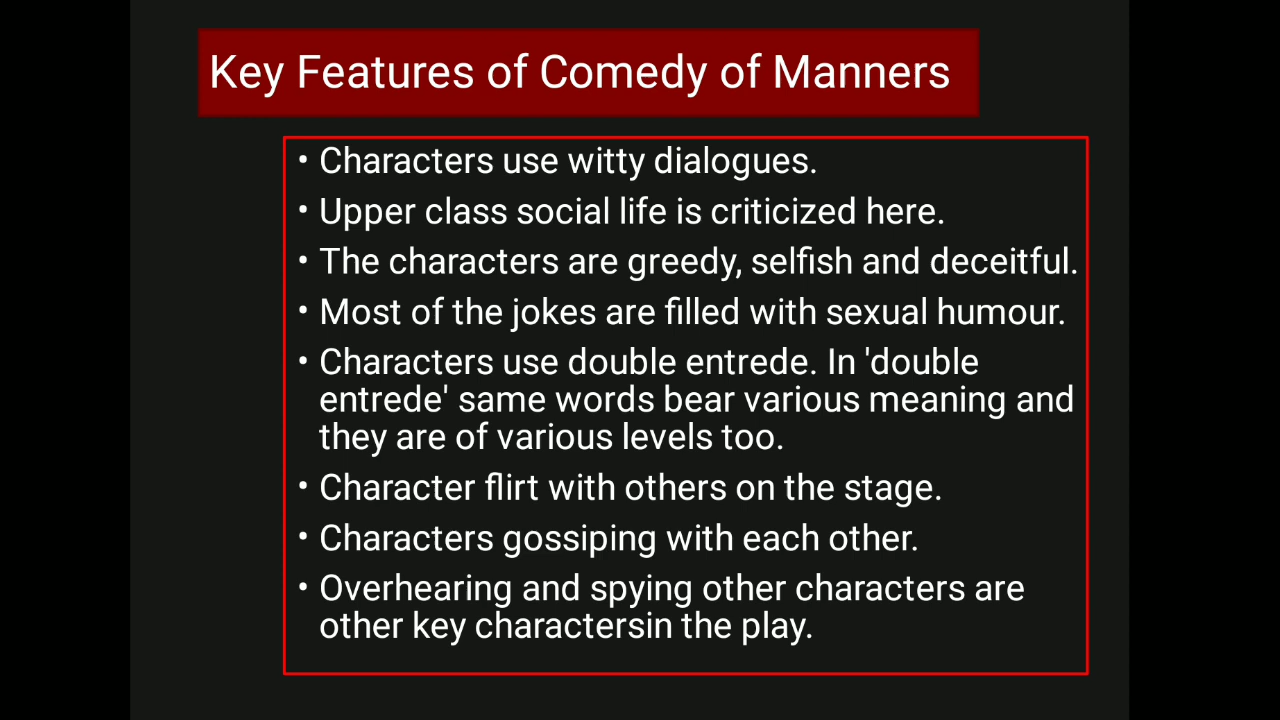 Key Features of Comedy of Manners
• Characters use witty dialogues.
• Upper class social life is criticized here.
• The characters are greedy, selfish and deceitful.
• Most of the jokes are filled with sexual humour.
• Characters use double entrede. In 'double
entrede' same words bear various meaning and
they are of various levels too.
• Character flirt with others on the stage.
• Characters gossiping with each other.
• Overhearing and spying other characters are
other key charactersin the play.